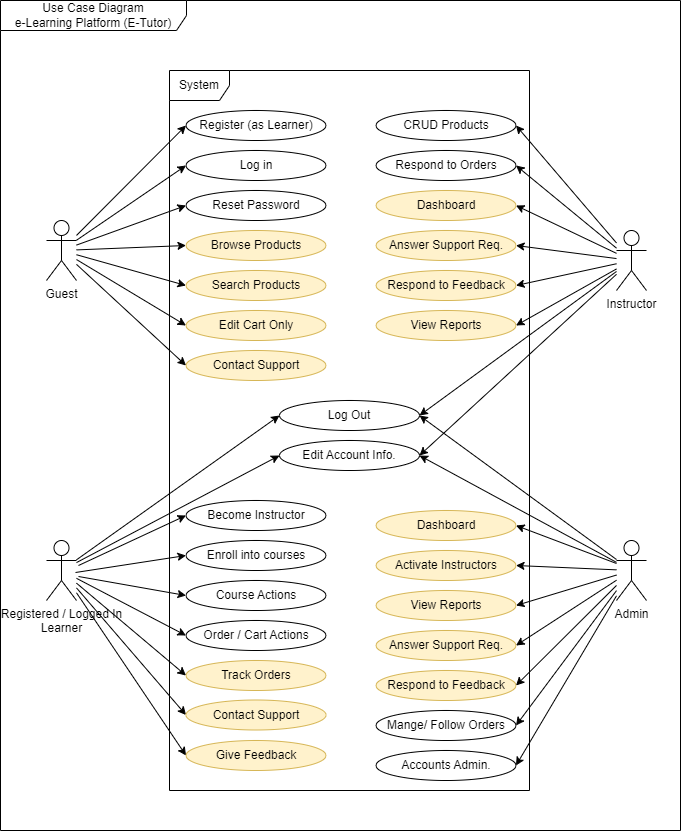 Use Case Diagram
e-Learning Platform (E-Tutor)
System
Register (as Learner)
Log in
Reset Password
Browse Products
Search Products
Edit Cart Only
Contact Support
Guest
CRUD Products
Respond to Orders
Dashboard
Answer Support Req.
Respond to Feedback
View Reports
Instructor
Log Out
Edit Account Info.
Become Instructor
Enroll into courses
Course Actions
Order / Cart Actions
Track Orders
Contact Support
Give Feedback
Registered / Logged In
Learner
Dashboard
Activate Instructors
View Reports
Answer Support Req.
Respond to Feedback
Mange/ Follow Orders
Accounts Admin.
Admin